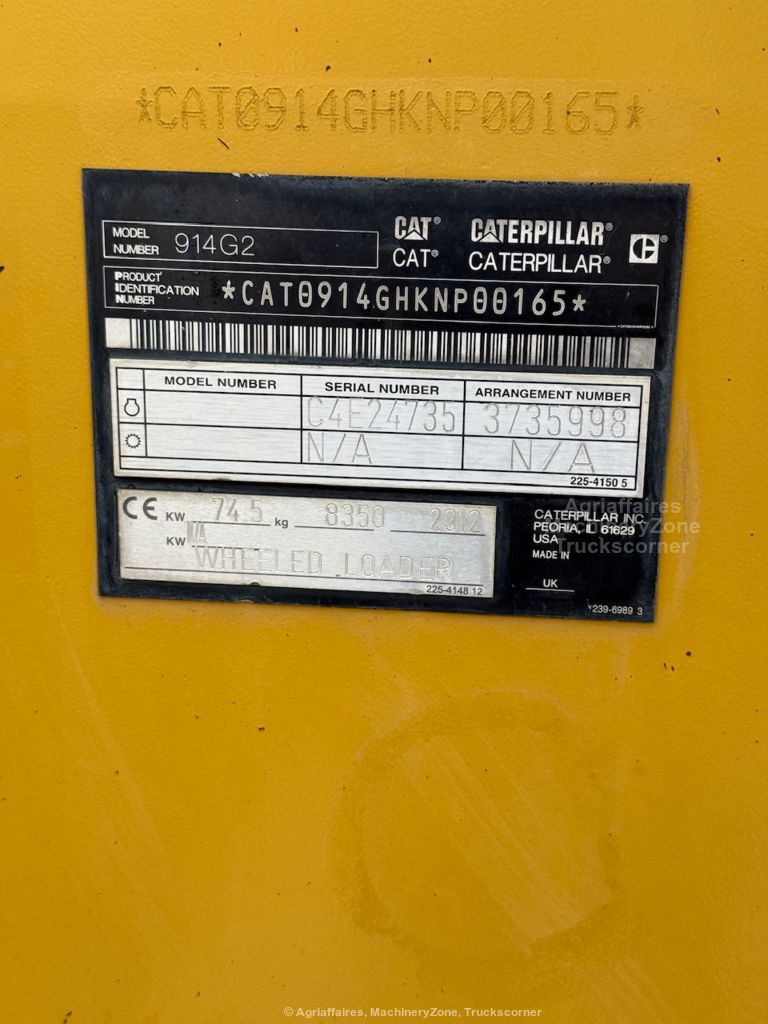 *CAT0914GHKNP00165*
MODEL NUMBER 914G2
CAT® CATERPILLAR®
CAT® CATERPILLAR®
PRODUCT IDENTIFICATION NUMBER *CAT0914GHKNP00165*
MODEL NUMBER SERIAL NUMBER ARRANGEMENT NUMBER
C4E24735 3735998
N/A N/A
225-4150 5
CE KW 74.5 kg 8350 2012
KW N/A
WHEELED LOADER
225-4148 12
CATERPILLAR INC.
PEORIA, IL 61629
USA
MADE IN
UK
239-6989 3
Agriaffaires
MachineryZone
Truckscorner
© Agriaffaires, MachineryZone, Truckscorner